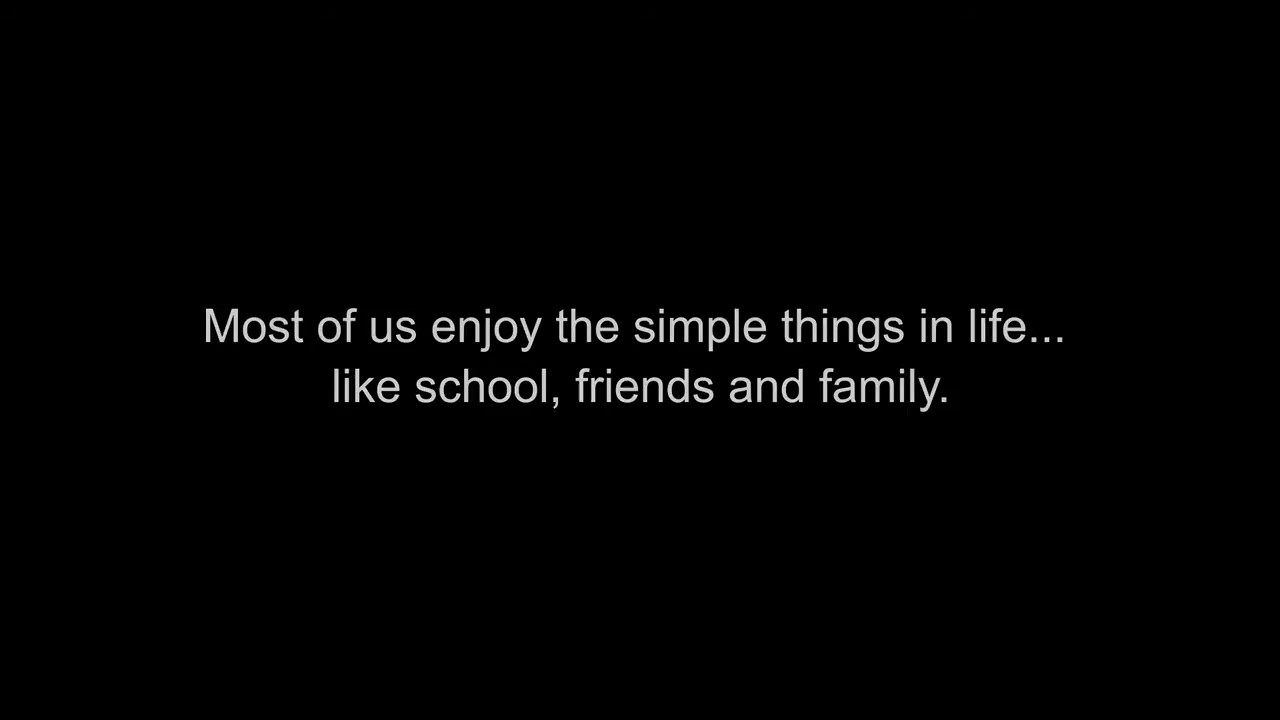 Most of us enjoy the simple things in life...
like school, friends and family.